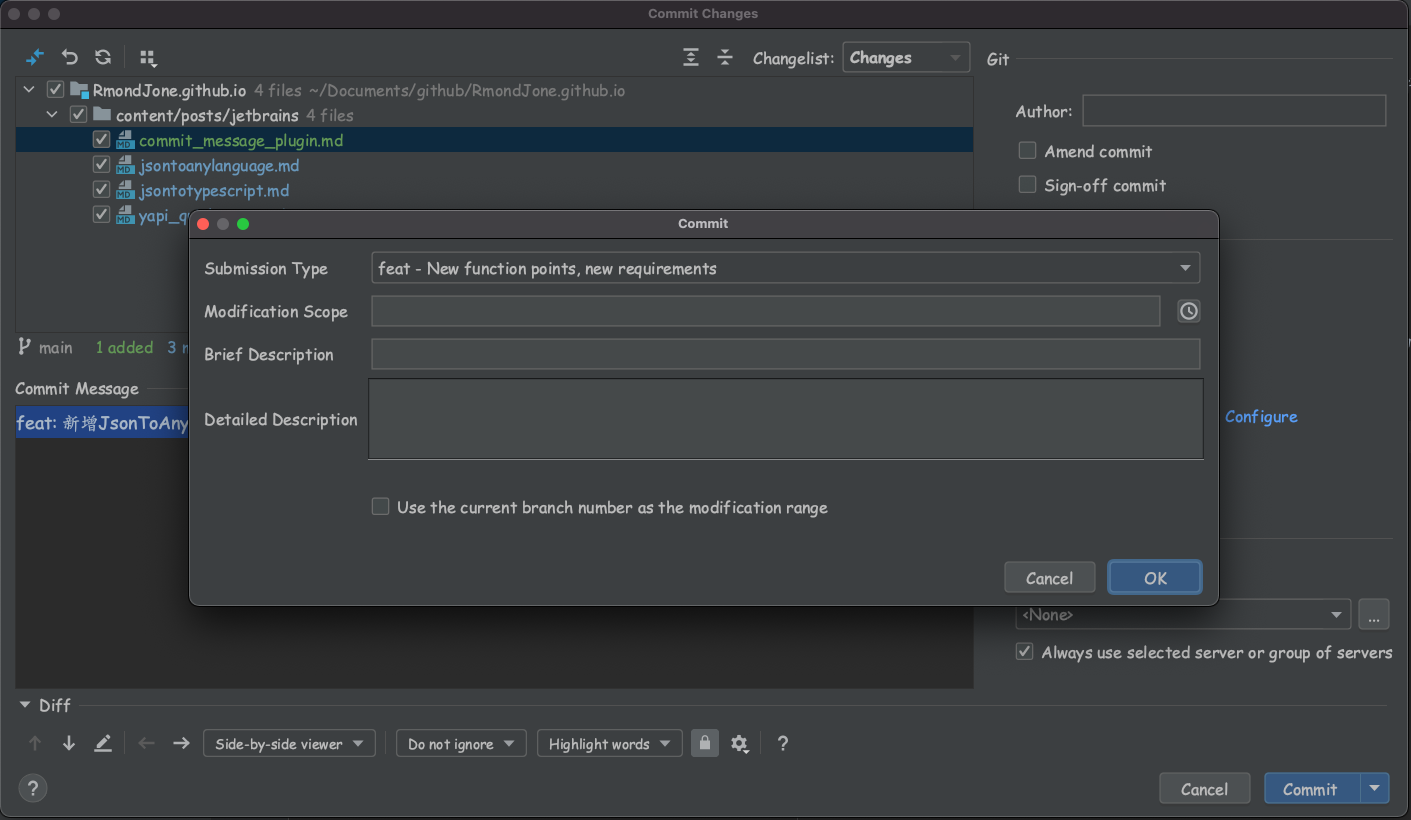 Commit Changes
Changelist: Changes
Git
RmondJone.github.io 4 files ~/Documents/github/RmondJone.github.io
content/posts/jetbrains 4 files
commit_message_plugin.md
jsontoanylanguage.md
jsontotypescript.md
Author:
Amend commit
Sign-off commit
Commit
Submission Type feat - New function points, new requirements
Modification Scope
Brief Description
Detailed Description
Use the current branch number as the modification range
Cancel OK
main 1 added 3
Commit Message
feat: 新增JsonToAny
Configure
<None> ...
Always use selected server or group of servers
Diff
Side-by-side viewer Do not ignore Highlight words ?
? Cancel Commit